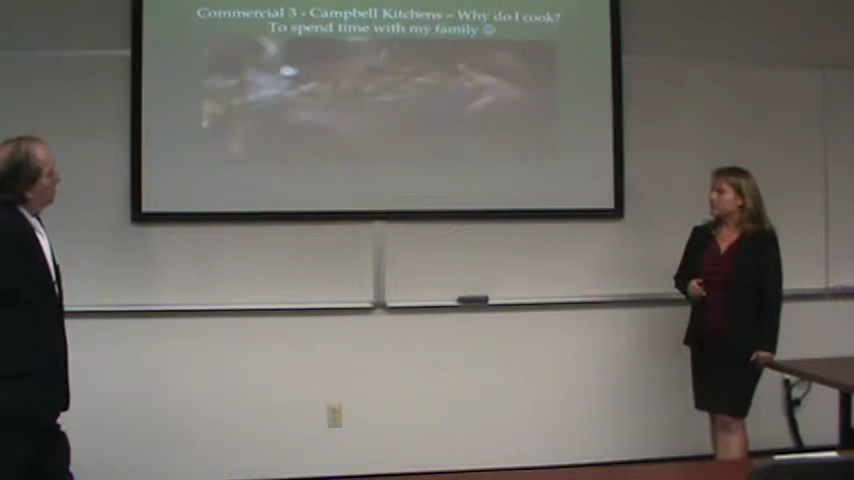 Commercial 3 - Campbell Kitchens – Why do I cook?
To spend time with my family ☺